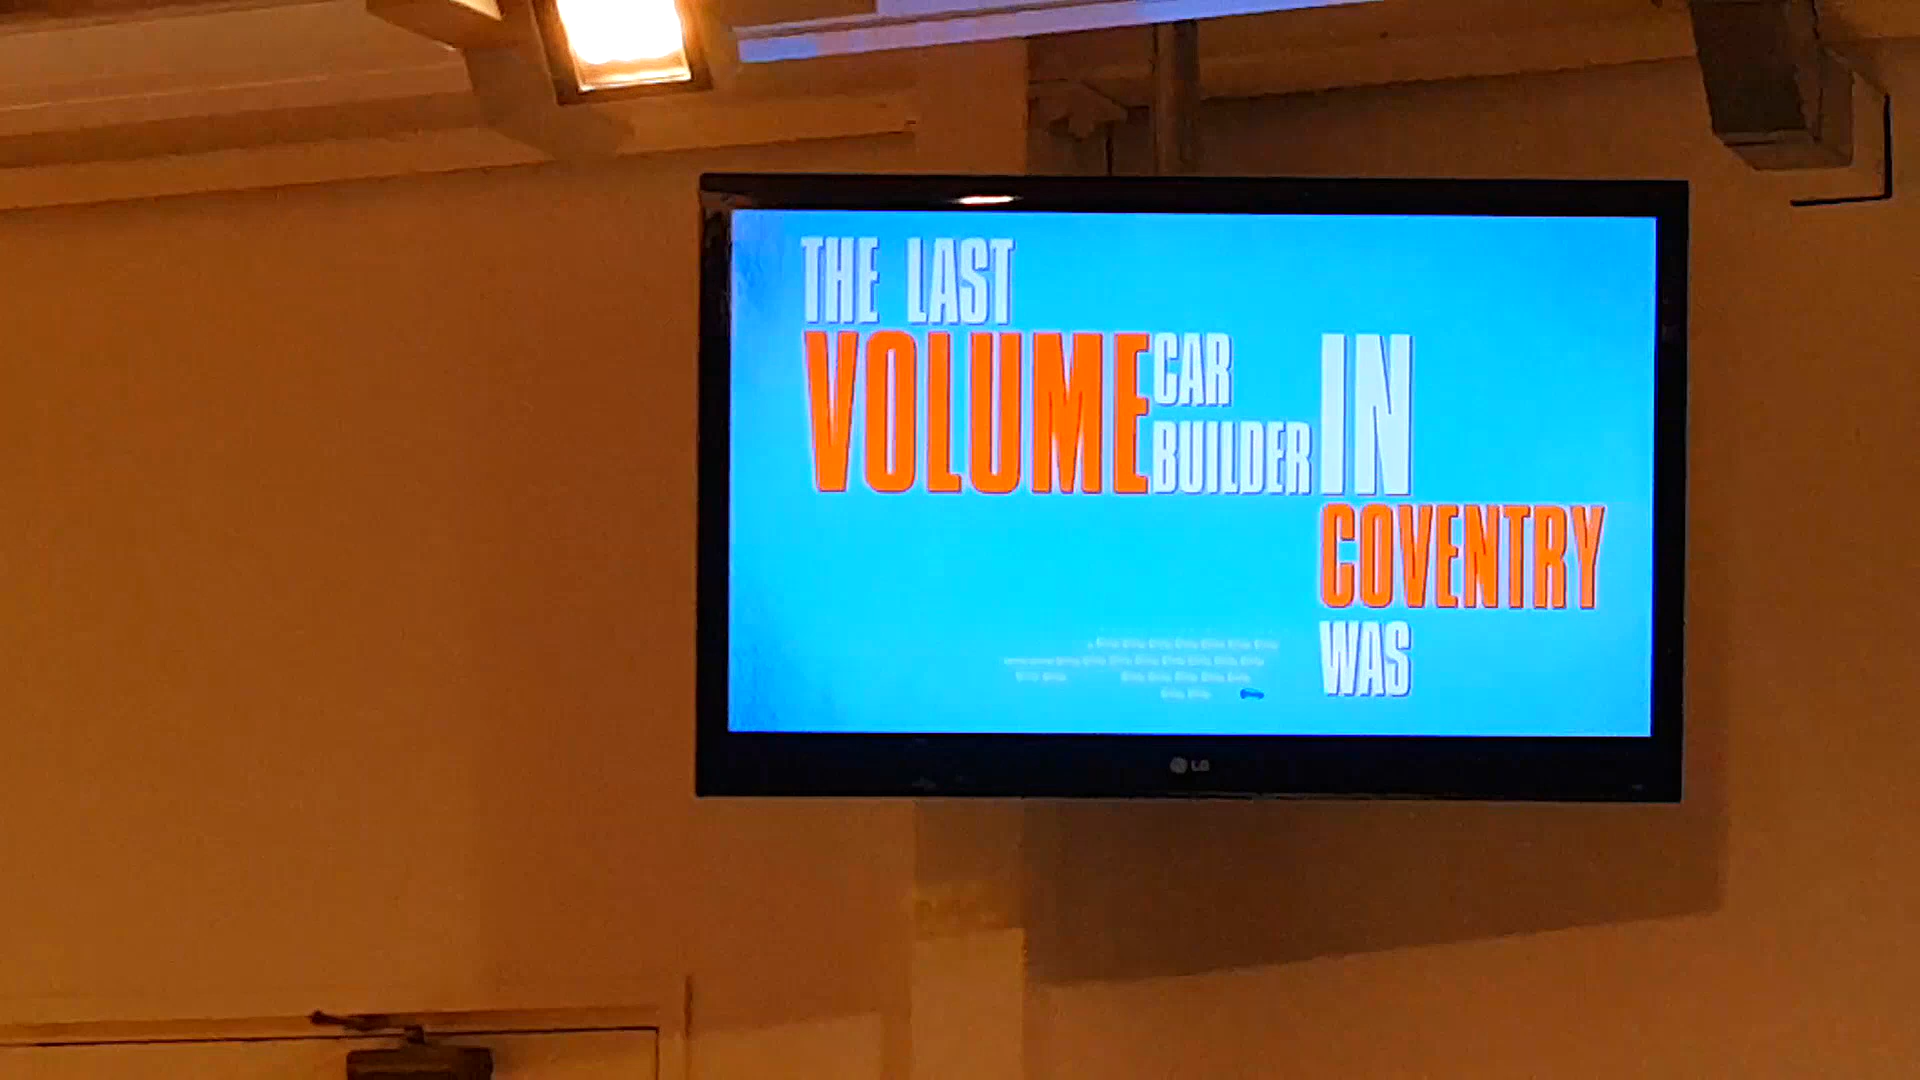 THE LAST
VOLUME CAR BUILDER IN
COVENTRY
WAS
LG